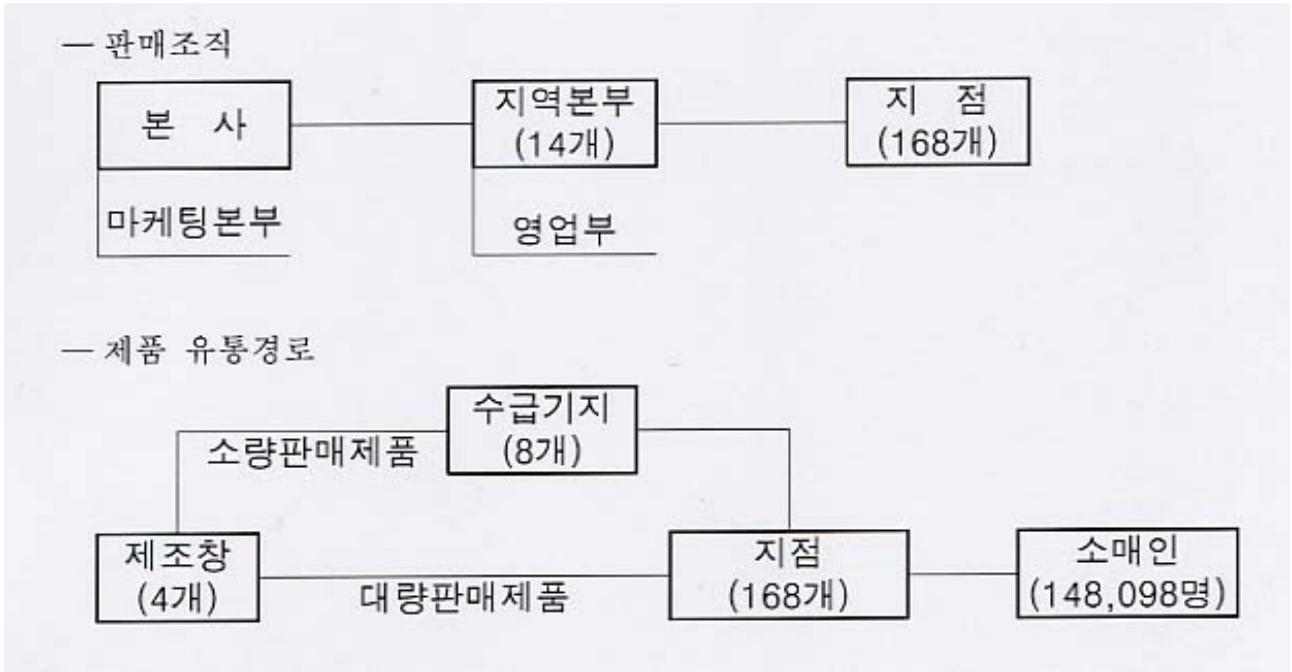 — 판매조직
본 사
지역본부
(14개)
지 점
(168개)
마케팅본부
영업부
— 제품 유통경로
수급기지
(8개)
소량판매제품
제조창
(4개)
대량판매제품
지점
(168개)
소매인
(148,098명)